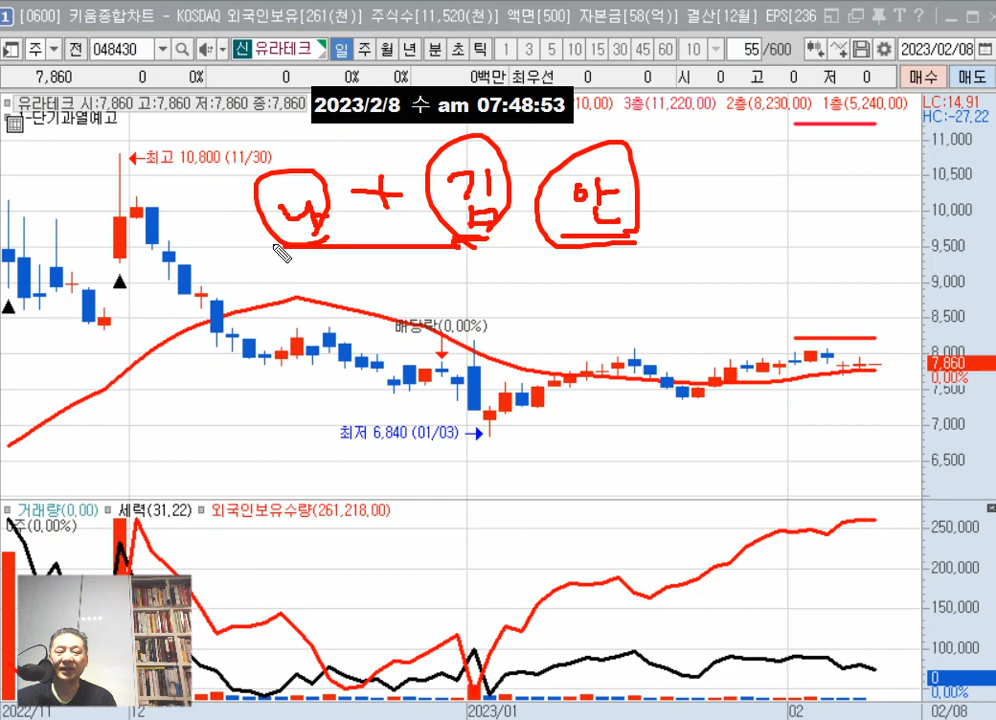 1 [0600] 키움종합차트 - KOSDAQ 외국인보유[261(천)] 주식수[11,520(천)] 액면[500] 자본금[58(억)] 결산[12월] EPS[236
주 전 048430 신 유라테크 일 주 월 년 분 초 틱 1 3 5 10 15 30 45 60 10 55 /600 2023/02/08
7,860 0 0% 0 0% 0% 0백만 최우선 0 0 시 0 고 0 저 0 매수 매도
유라테크 시:7,860 고:7,860 저:7,860 종:7,860
2023/2/8 수 am 07:48:53
10,00) 3층(11,220,00) 2층(8,230,00) 1층(5,240,00) LC:14,91
HC:-27,22
-단기과열예고
최고 10,800 (11/30)
+ 김 안
배당락(0,00%)
최저 6,840 (01/03)
11,000
10,500
10,000
9,500
9,000
8,500
8,000
7,860
0,00%
7,500
7,000
6,500
거래량(0,00) 세력(31,22) 외국인보유수량(261,218,00)
0주(0,00%)
250,000
200,000
150,000
100,000
0
0,00%
2022/11 12 2023/01 02 02/08